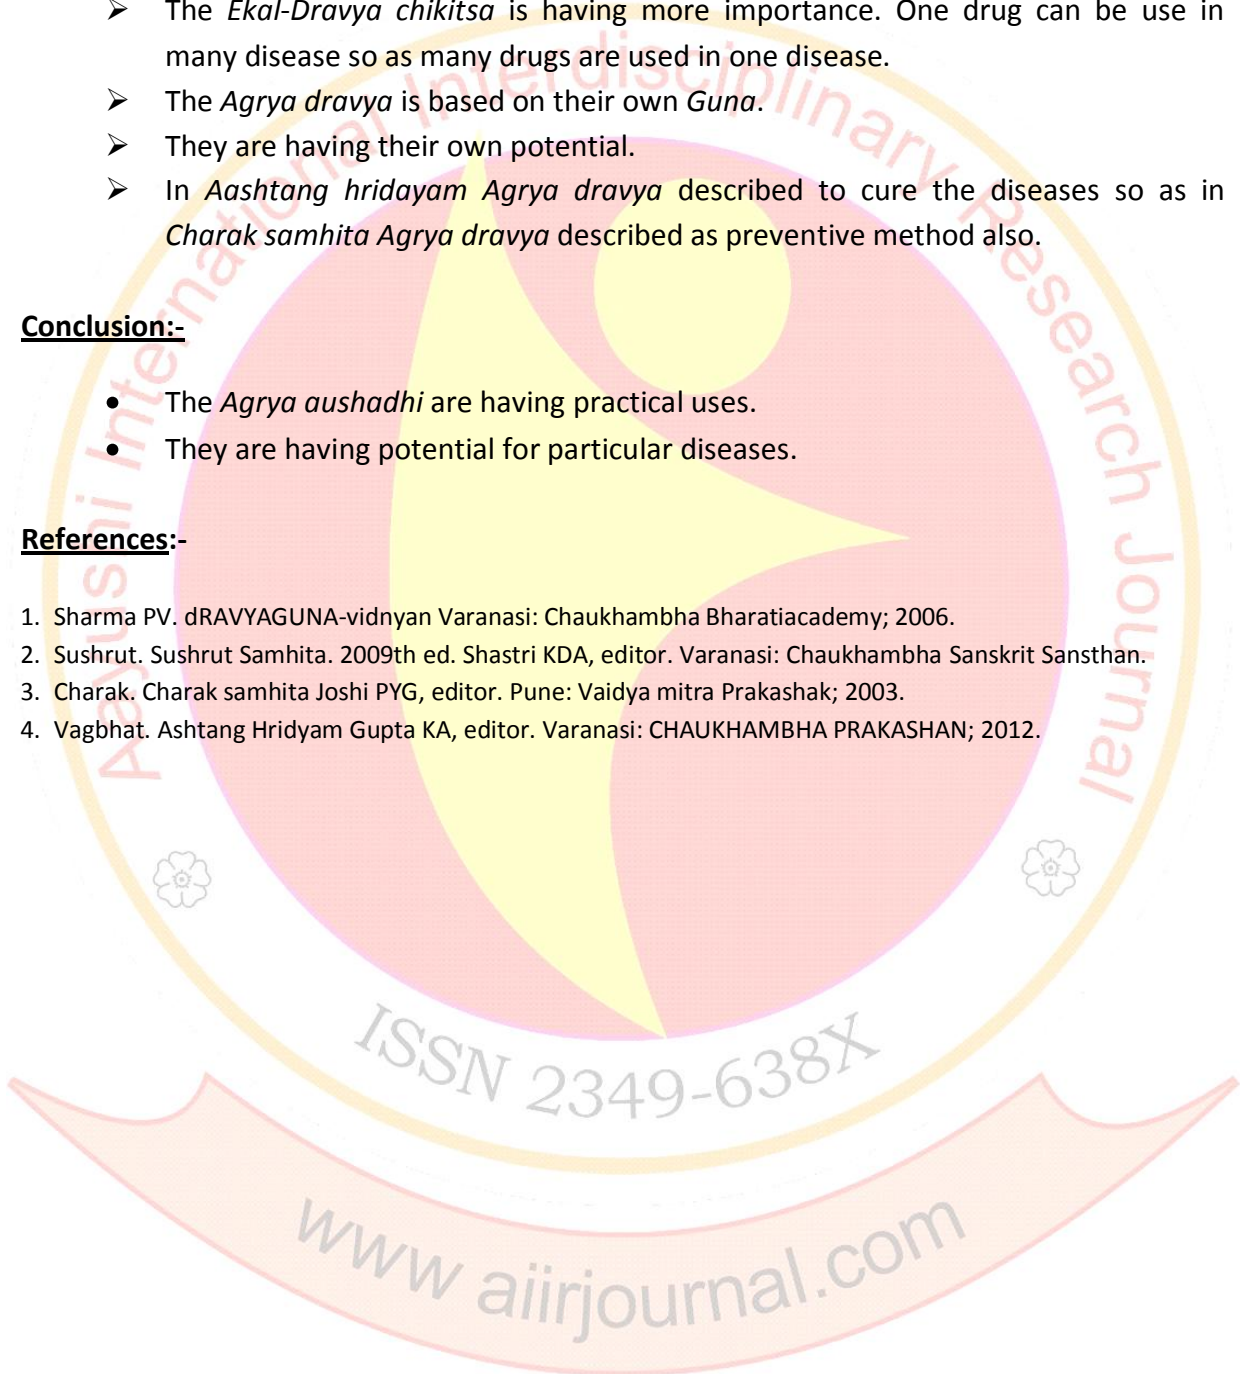 ➢ The Ekal-Dravya chikitsa is having more importance. One drug can be use in
many disease so as many drugs are used in one disease.
➢ The Agrya dravya is based on their own Guna.
➢ They are having their own potential.
➢ In Aashtang hridayam Agrya dravya described to cure the diseases so as in
Charak samhita Agrya dravya described as preventive method also.
Conclusion:-
• The Agrya aushadhi are having practical uses.
• They are having potential for particular diseases.
References:-
1. Sharma PV. dRAVYAGUNA-vidnyan Varanasi: Chaukhambha Bharatiacademy; 2006.
2. Sushrut. Sushrut Samhita. 2009th ed. Shastri KDA, editor. Varanasi: Chaukhambha Sanskrit Sansthan.
3. Charak. Charak samhita Joshi PYG, editor. Pune: Vaidya mitra Prakashak; 2003.
4. Vagbhat. Ashtang Hridyam Gupta KA, editor. Varanasi: CHAUKHAMBHA PRAKASHAN; 2012.
Aayushi International Interdisciplinary Research Journal
ISSN 2349-638X
www aiirjournal.com